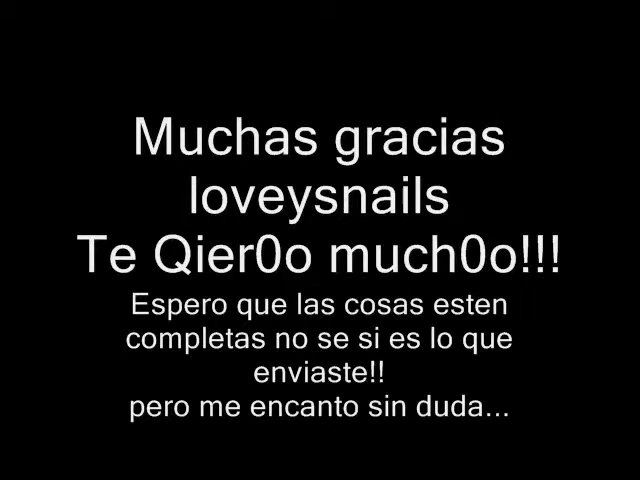 Muchas gracias
loveysnails
Te Qier0o much0o!!!
Espero que las cosas esten
completas no se si es lo que
enviaste!!
pero me encanto sin duda...